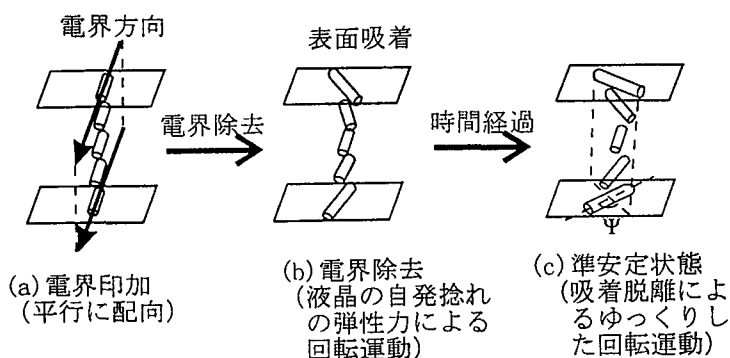 電界方向
表面吸着
電界除去
時間経過
Ψ
(a)電界印加
(平行に配向)
(b)電界除去
(液晶の自発捻れ
の弾性力による
回転運動)
(c)準安定状態
(吸着脱離によ
るゆっくりし
た回転運動)